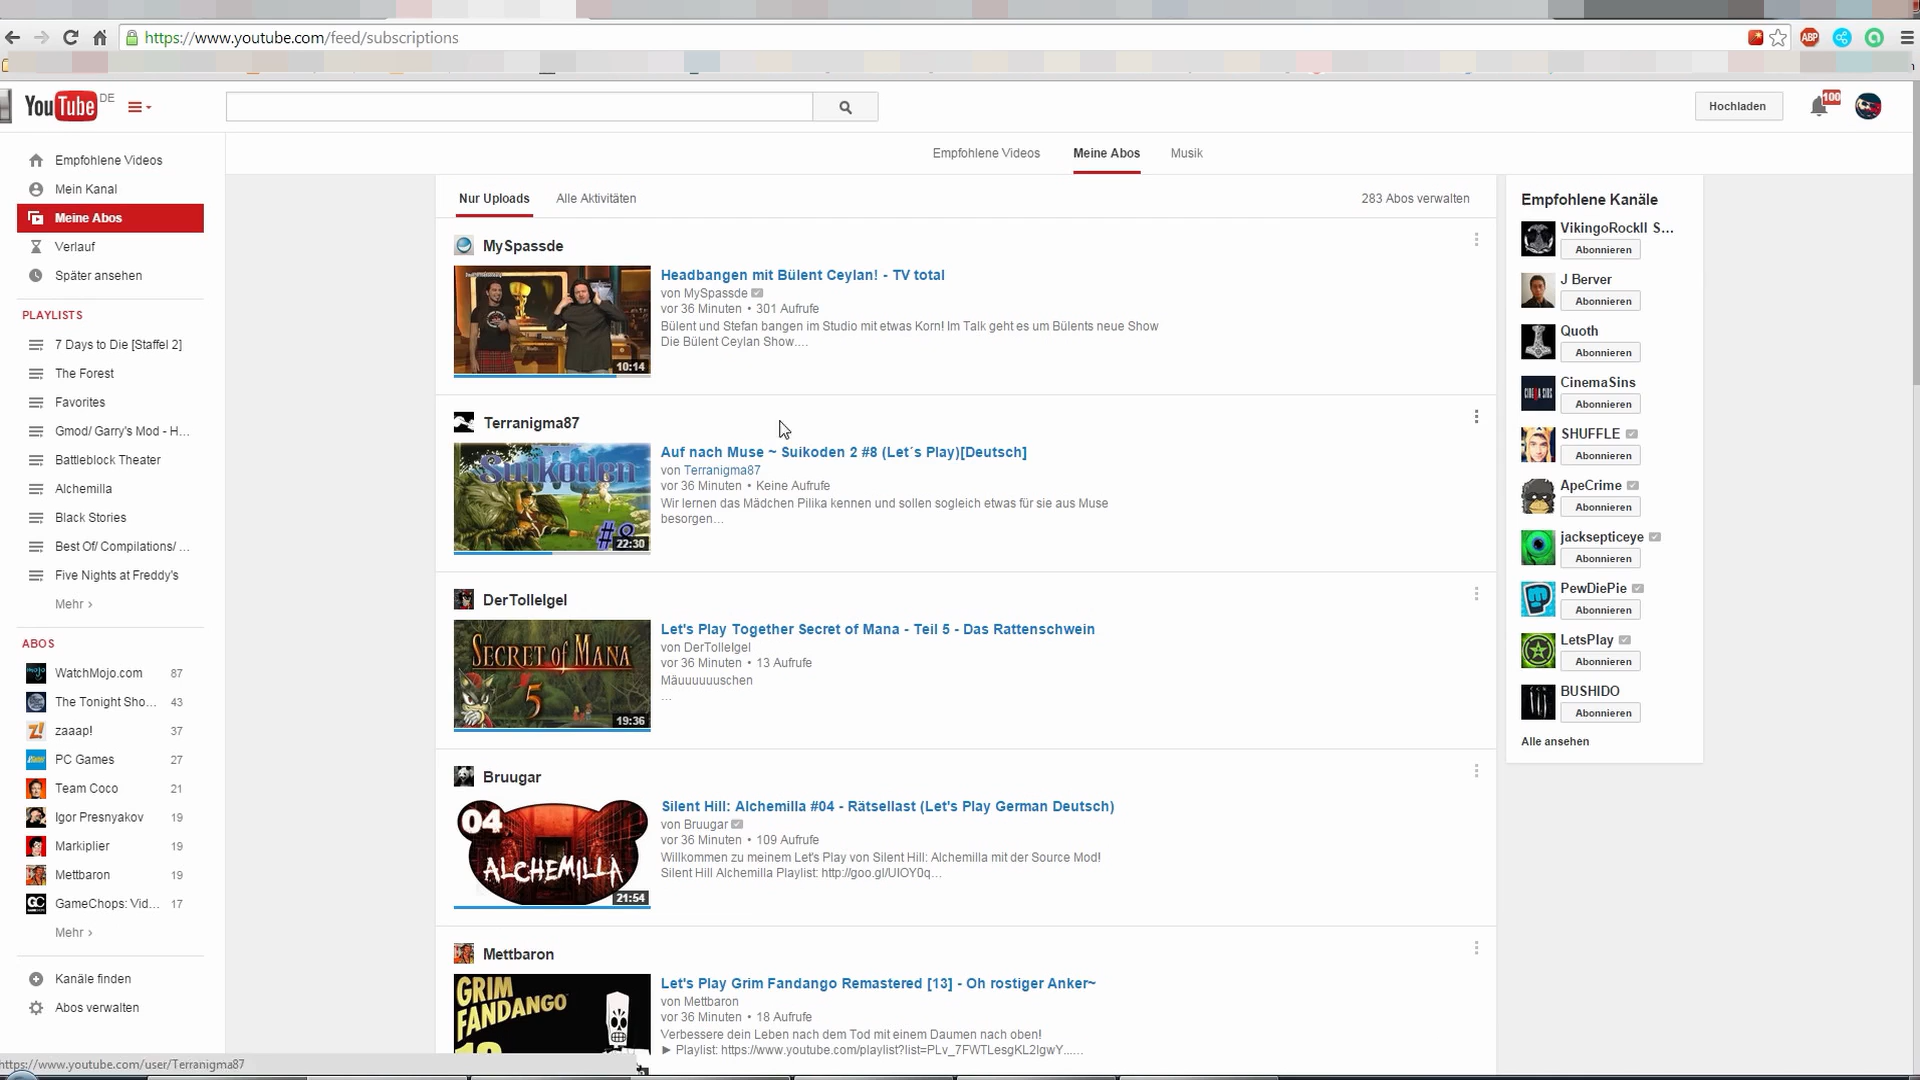 https://www.youtube.com/feed/subscriptions
ABP
YouTube DE
Hochladen
100
Empfohlene Videos
Meine Abos
Musik
Empfohlene Videos
Mein Kanal
Meine Abos
Verlauf
Später ansehen
PLAYLISTS
7 Days to Die [Staffel 2]
The Forest
Favorites
Gmod/ Garry's Mod - H...
Battleblock Theater
Alchemilla
Black Stories
Best Of/ Compilations/ ...
Five Nights at Freddy's
Mehr ›
ABOS
WatchMojo.com 87
The Tonight Sho... 43
zaaap! 37
PC Games 27
Team Coco 21
Igor Presnyakov 19
Markiplier 19
Mettbaron 19
GameChops: Vid... 17
Mehr ›
Kanäle finden
Abos verwalten
Nur Uploads
Alle Aktivitäten
283 Abos verwalten
MySpassde
10:14
Headbangen mit Bülent Ceylan! - TV total
von MySpassde
vor 36 Minuten • 301 Aufrufe
Bülent und Stefan bangen im Studio mit etwas Korn! Im Talk geht es um Bülents neue Show
Die Bülent Ceylan Show....
Terranigma87
Suikoden
#8
22:30
Auf nach Muse ~ Suikoden 2 #8 (Let´s Play)[Deutsch]
von Terranigma87
vor 36 Minuten • Keine Aufrufe
Wir lernen das Mädchen Pilika kennen und sollen sogleich etwas für sie aus Muse
besorgen...
DerTolleIgel
SECRET of MANA
5
19:36
Let's Play Together Secret of Mana - Teil 5 - Das Rattenschwein
von DerTolleIgel
vor 36 Minuten • 13 Aufrufe
Mäuuuuuuschen
...
Bruugar
04
ALCHEMILLA
21:54
Silent Hill: Alchemilla #04 - Rätsellast (Let's Play German Deutsch)
von Bruugar
vor 36 Minuten • 109 Aufrufe
Willkommen zu meinem Let's Play von Silent Hill: Alchemilla mit der Source Mod!
Silent Hill Alchemilla Playlist: http://goo.gl/UIOY0q...
Mettbaron
GRIM
FANDANGO
Let's Play Grim Fandango Remastered [13] - Oh rostiger Anker~
von Mettbaron
vor 36 Minuten • 18 Aufrufe
Verbessere dein Leben nach dem Tod mit einem Daumen nach oben!
► Playlist: https://www.youtube.com/playlist?list=PLv_7FWTLesgKL2lgwY......
Empfohlene Kanäle
VikingoRockII S...
Abonnieren
J Berver
Abonnieren
Quoth
Abonnieren
CinemaSins
Abonnieren
SHUFFLE
Abonnieren
ApeCrime
Abonnieren
jacksepticeye
Abonnieren
PewDiePie
Abonnieren
LetsPlay
Abonnieren
BUSHIDO
Abonnieren
Alle ansehen
https://www.youtube.com/user/Terranigma87